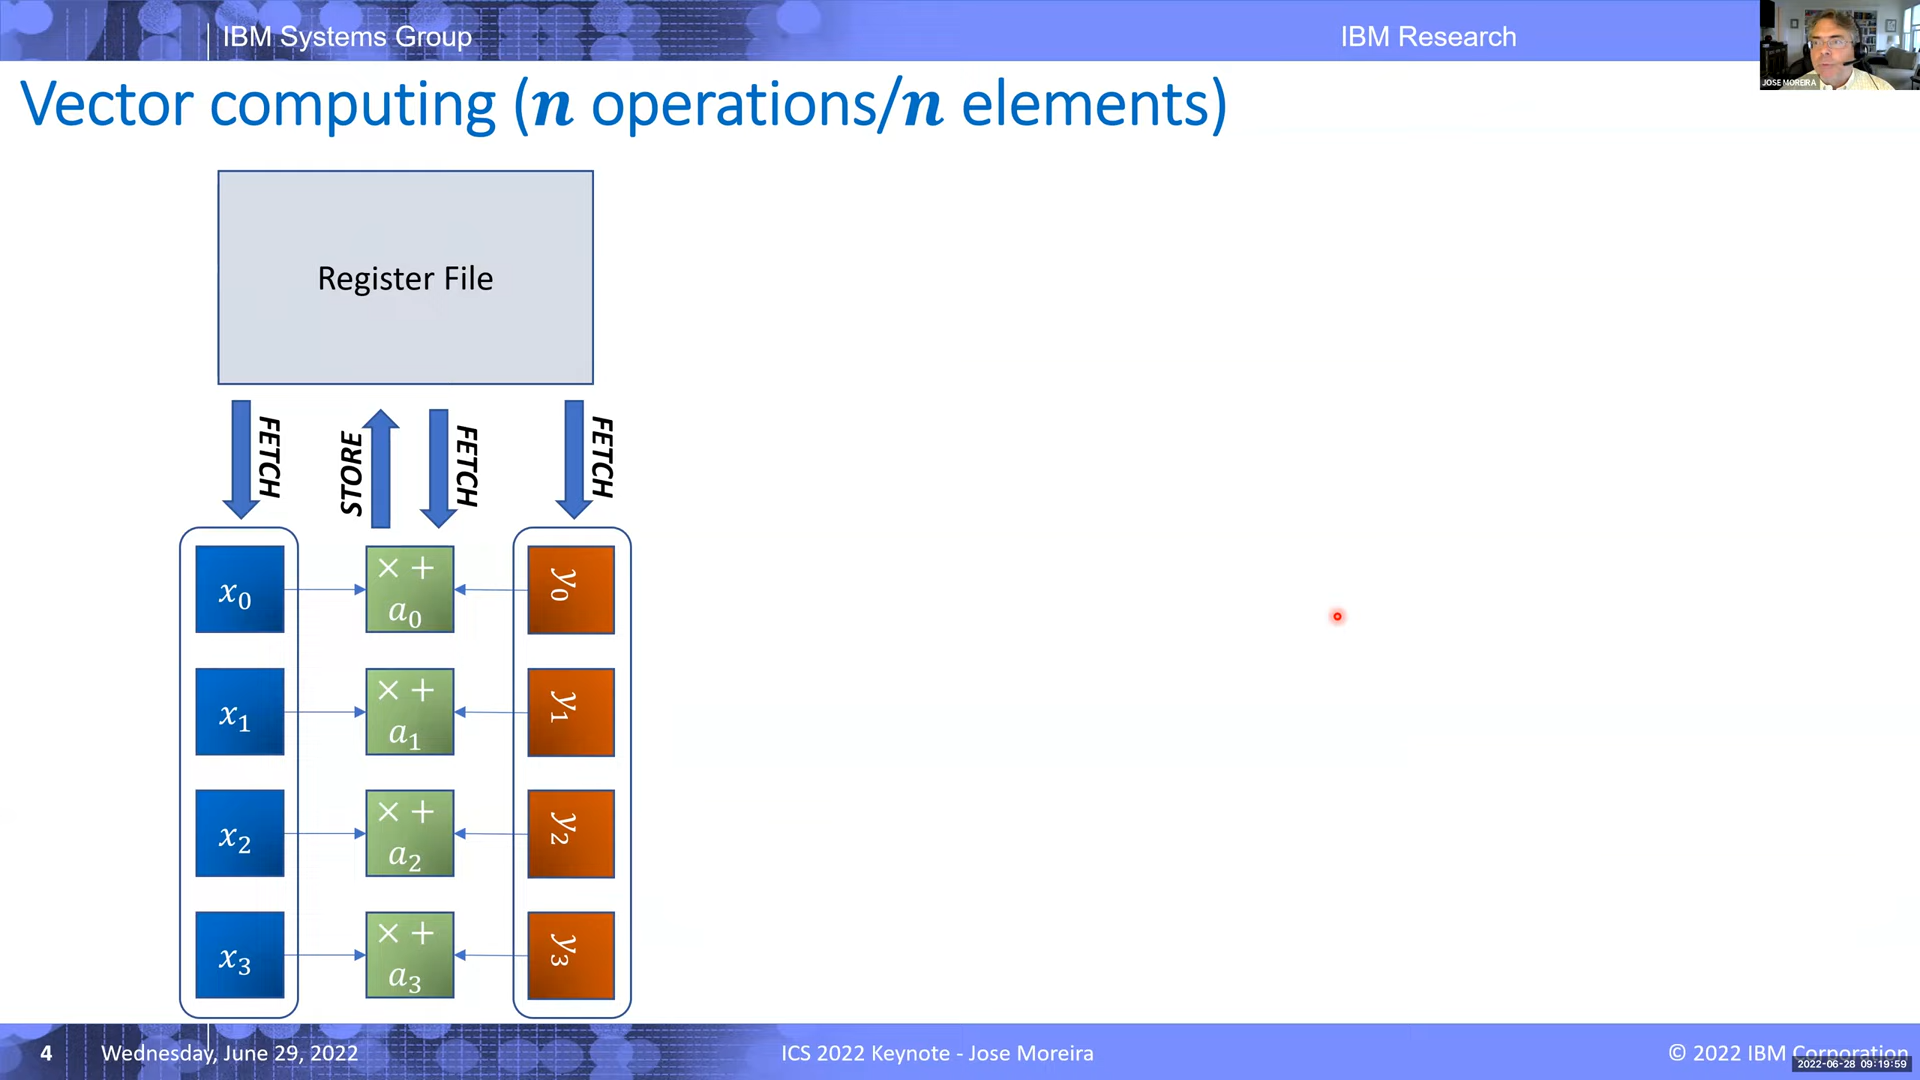 IBM Systems Group
IBM Research
JOSE MOREIRA
Vector computing (n operations/n elements)
Register File
FETCH
STORE
FETCH
FETCH
x₀ × + a₀ y₀
x₁ × + a₁ y₁
x₂ × + a₂ y₂
x₃ × + a₃ y₃
4 Wednesday, June 29, 2022
ICS 2022 Keynote - Jose Moreira
© 2022 IBM Corporation
2022-06-28 09:19:59